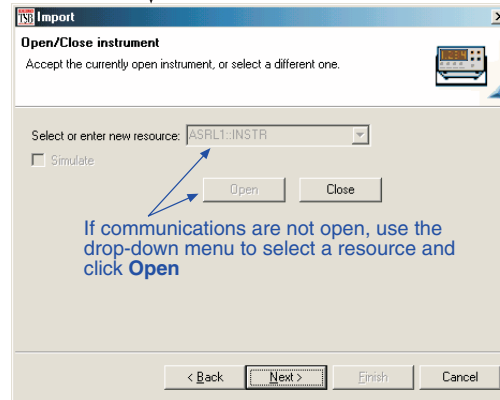 TSB Import
Open/Close instrument
Accept the currently open instrument, or select a different one.
Select or enter new resource: ASRL1::INSTR
Simulate
Open Close
If communications are not open, use the
drop-down menu to select a resource and
click Open
< Back Next > Finish Cancel